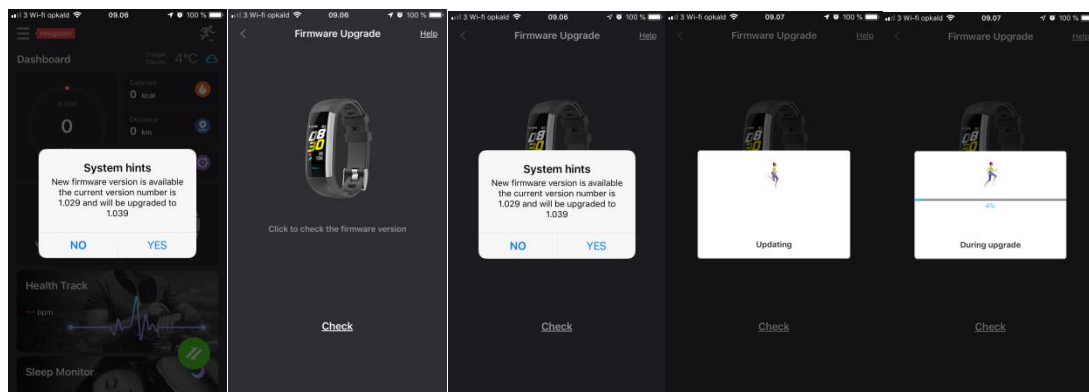 3 Wi-fi opkald 09.06 100 %
navigation
Dashboard
4°C
Calories
0 kcal
0
Distance
0 km
System hints
New firmware version is available
the current version number is
1.029 and will be upgraded to
1.039
NO YES
Health Track
-- bpm
Sleep Monitor
3 Wi-fi opkald 09.06 100 %
Firmware Upgrade Help
Click to check the firmware version
Check
3 Wi-fi opkald 09.06 100 %
Firmware Upgrade Help
System hints
New firmware version is available
the current version number is
1.029 and will be upgraded to
1.039
NO YES
Check
3 Wi-fi opkald 09.07 100 %
Firmware Upgrade Help
Updating
Check
3 Wi-fi opkald 09.07 100 %
Firmware Upgrade Help
4%
During upgrade
Check